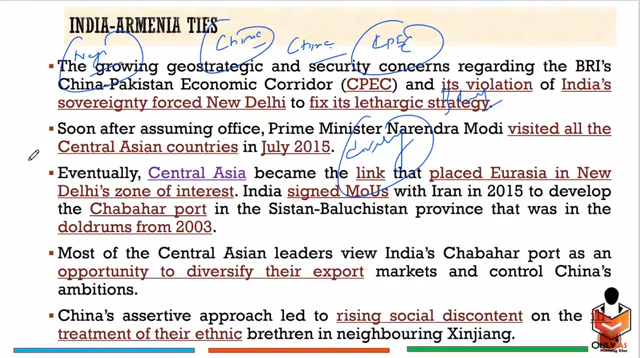 INDIA-ARMENIA TIES
China
China
CPEC
The growing geostrategic and security concerns regarding the BRI's
China-Pakistan Economic Corridor (CPEC) and its violation of India's
sovereignty forced New Delhi to fix its lethargic strategy.
Soon after assuming office, Prime Minister Narendra Modi visited all the
Central Asian countries in July 2015.
Eventually, Central Asia became the link that placed Eurasia in New
Delhi's zone of interest. India signed MoUs with Iran in 2015 to develop
the Chabahar port in the Sistan-Baluchistan province that was in the
doldrums from 2003.
Most of the Central Asian leaders view India's Chabahar port as an
opportunity to diversify their export markets and control China's
ambitions.
China's assertive approach led to rising social discontent on the
treatment of their ethnic brethren in neighbouring Xinjiang.